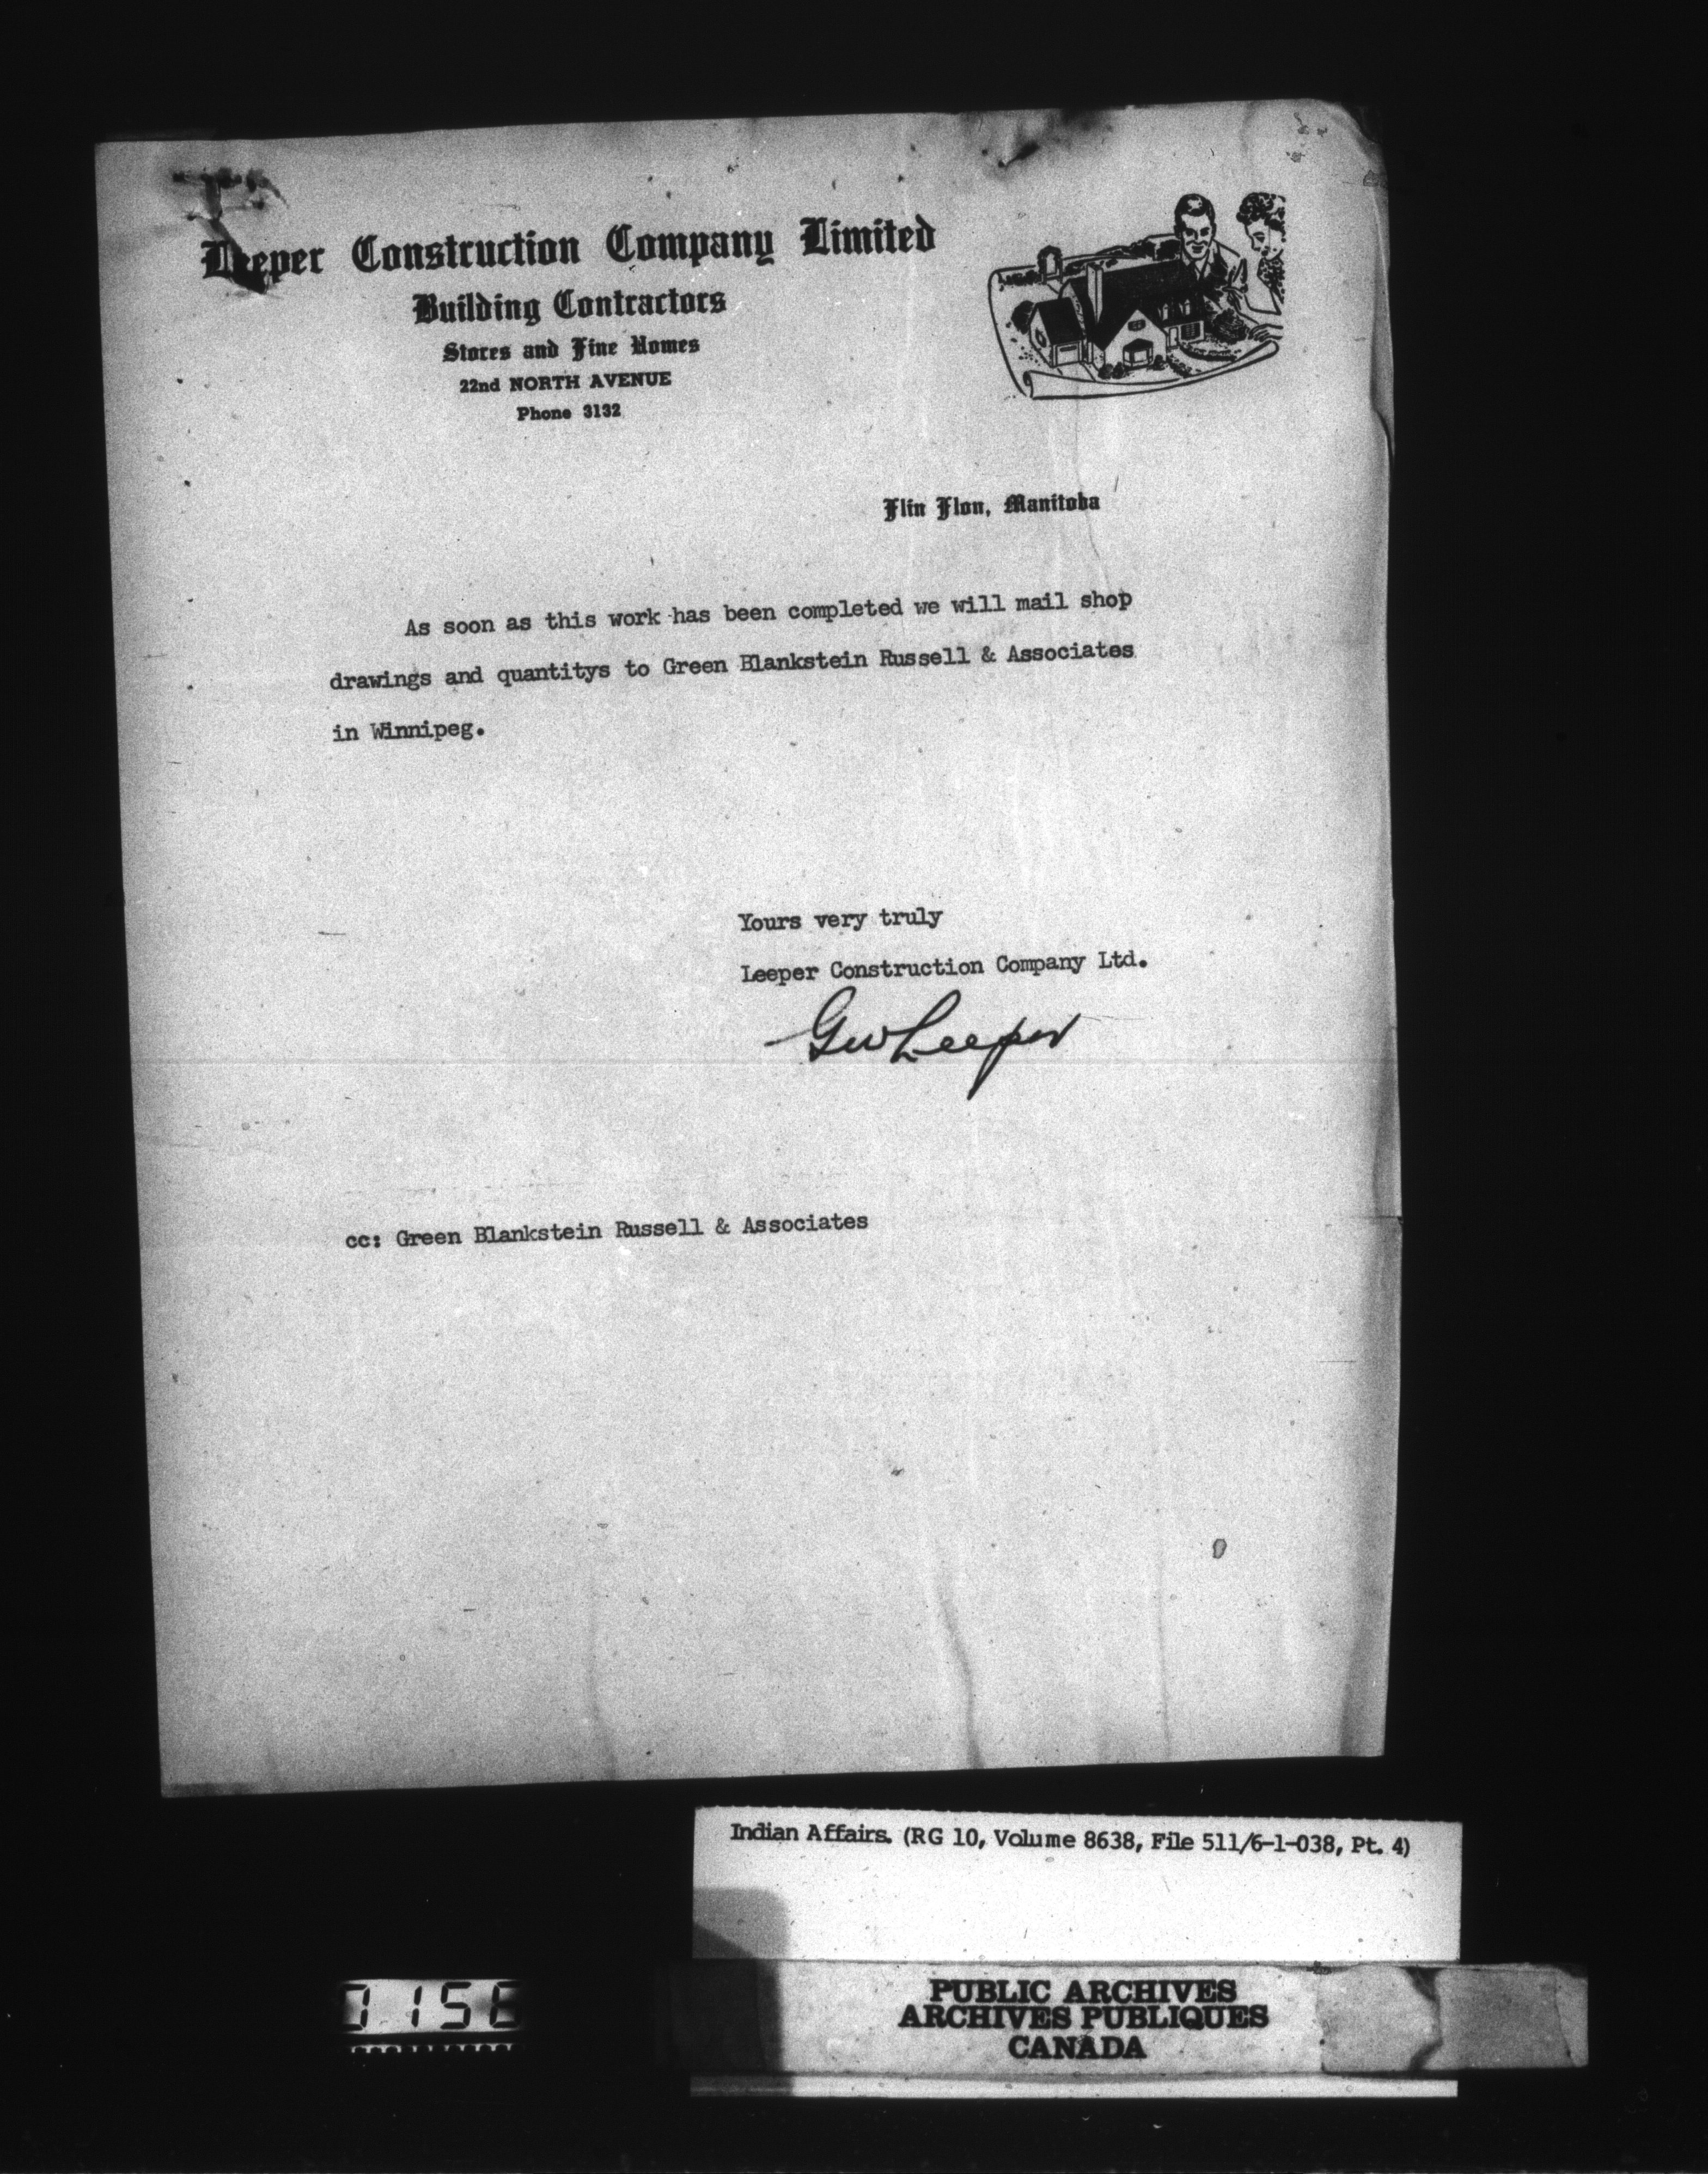 Leeper Construction Company Limited
Building Contractors
Stores and Fine Homes
22nd NORTH AVENUE
Phone 3132
Flin Flon, Manitoba
As soon as this work has been completed we will mail shop
drawings and quantitys to Green Blankstein Russell & Associates
in Winnipeg.
Yours very truly
Leeper Construction Company Ltd.
GW Leeper
cc: Green Blankstein Russell & Associates
Indian Affairs. (RG 10, Volume 8638, File 511/6-1-038, Pt. 4)
PUBLIC ARCHIVES
ARCHIVES PUBLIQUES
CANADA